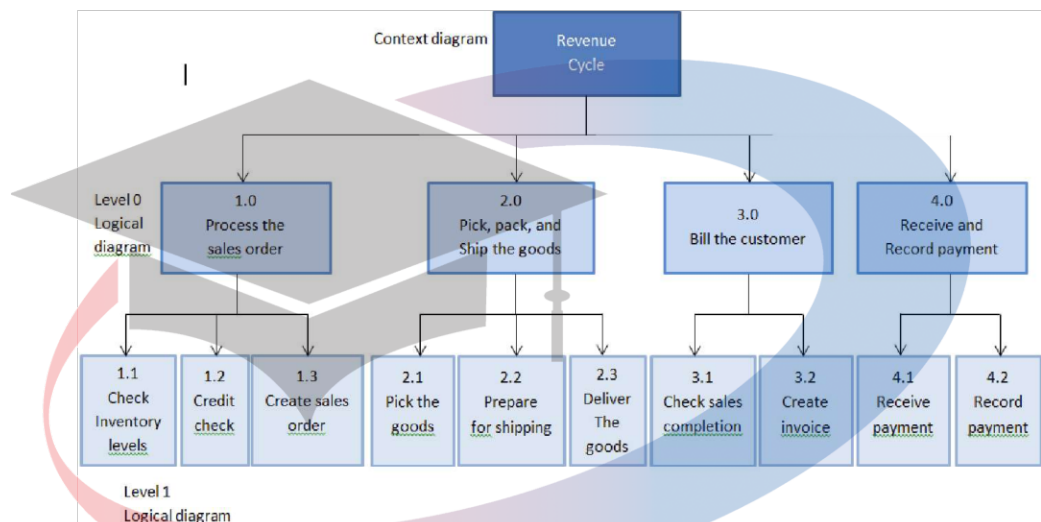 Context diagram
Revenue
Cycle
Level 0
Logical
diagram
1.0
Process the
sales order
2.0
Pick, pack, and
Ship the goods
3.0
Bill the customer
4.0
Receive and
Record payment
1.1
Check
Inventory
levels
1.2
Credit
check
1.3
Create sales
order
2.1
Pick the
goods
2.2
Prepare
for shipping
2.3
Deliver
The
goods
3.1
Check sales
completion
3.2
Create
invoice
4.1
Receive
payment
4.2
Record
payment
Level 1
Logical diagram